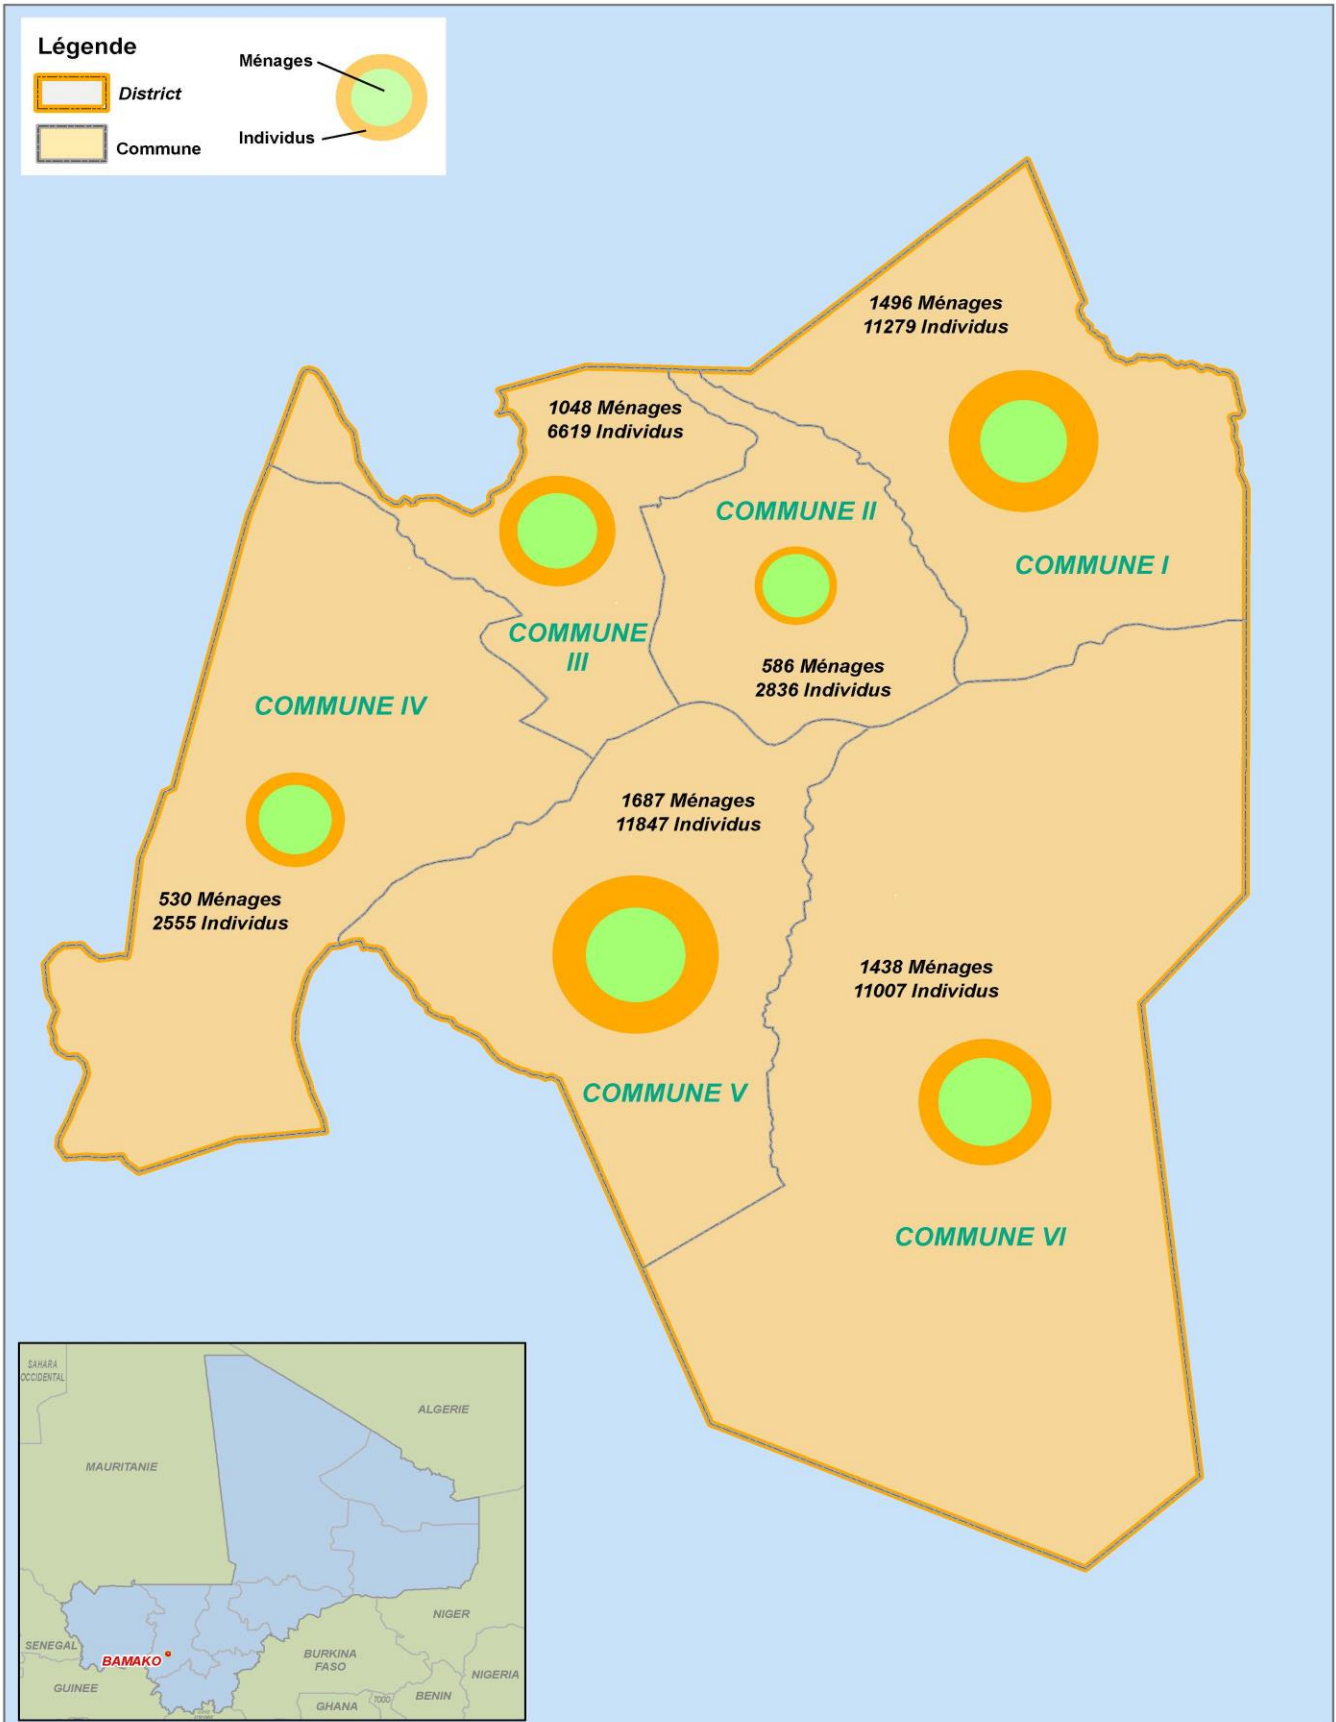 Légende
District
Commune
Ménages
Individus
1496 Ménages
11279 Individus
1048 Ménages
6619 Individus
COMMUNE II
COMMUNE I
COMMUNE
III
586 Ménages
2836 Individus
COMMUNE IV
1687 Ménages
11847 Individus
530 Ménages
2555 Individus
1438 Ménages
11007 Individus
COMMUNE V
COMMUNE VI
SAHARA
OCCIDENTAL
ALGERIE
MAURITANIE
NIGER
SENEGAL
BAMAKO
BURKINA
FASO
NIGERIA
GUINEE
GHANA
TOGO
BENIN